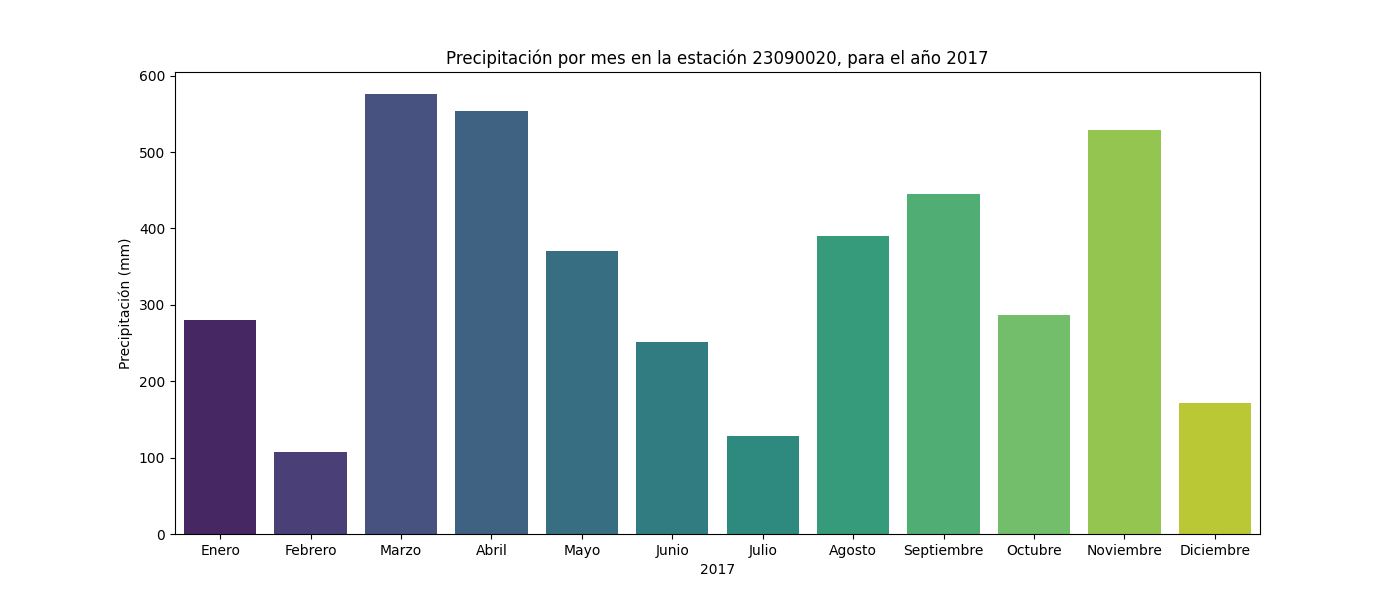 Precipitación por mes en la estación 23090020, para el año 2017
Precipitación (mm)
600
500
400
300
200
100
0
Enero Febrero Marzo Abril Mayo Junio Julio Agosto Septiembre Octubre Noviembre Diciembre
2017